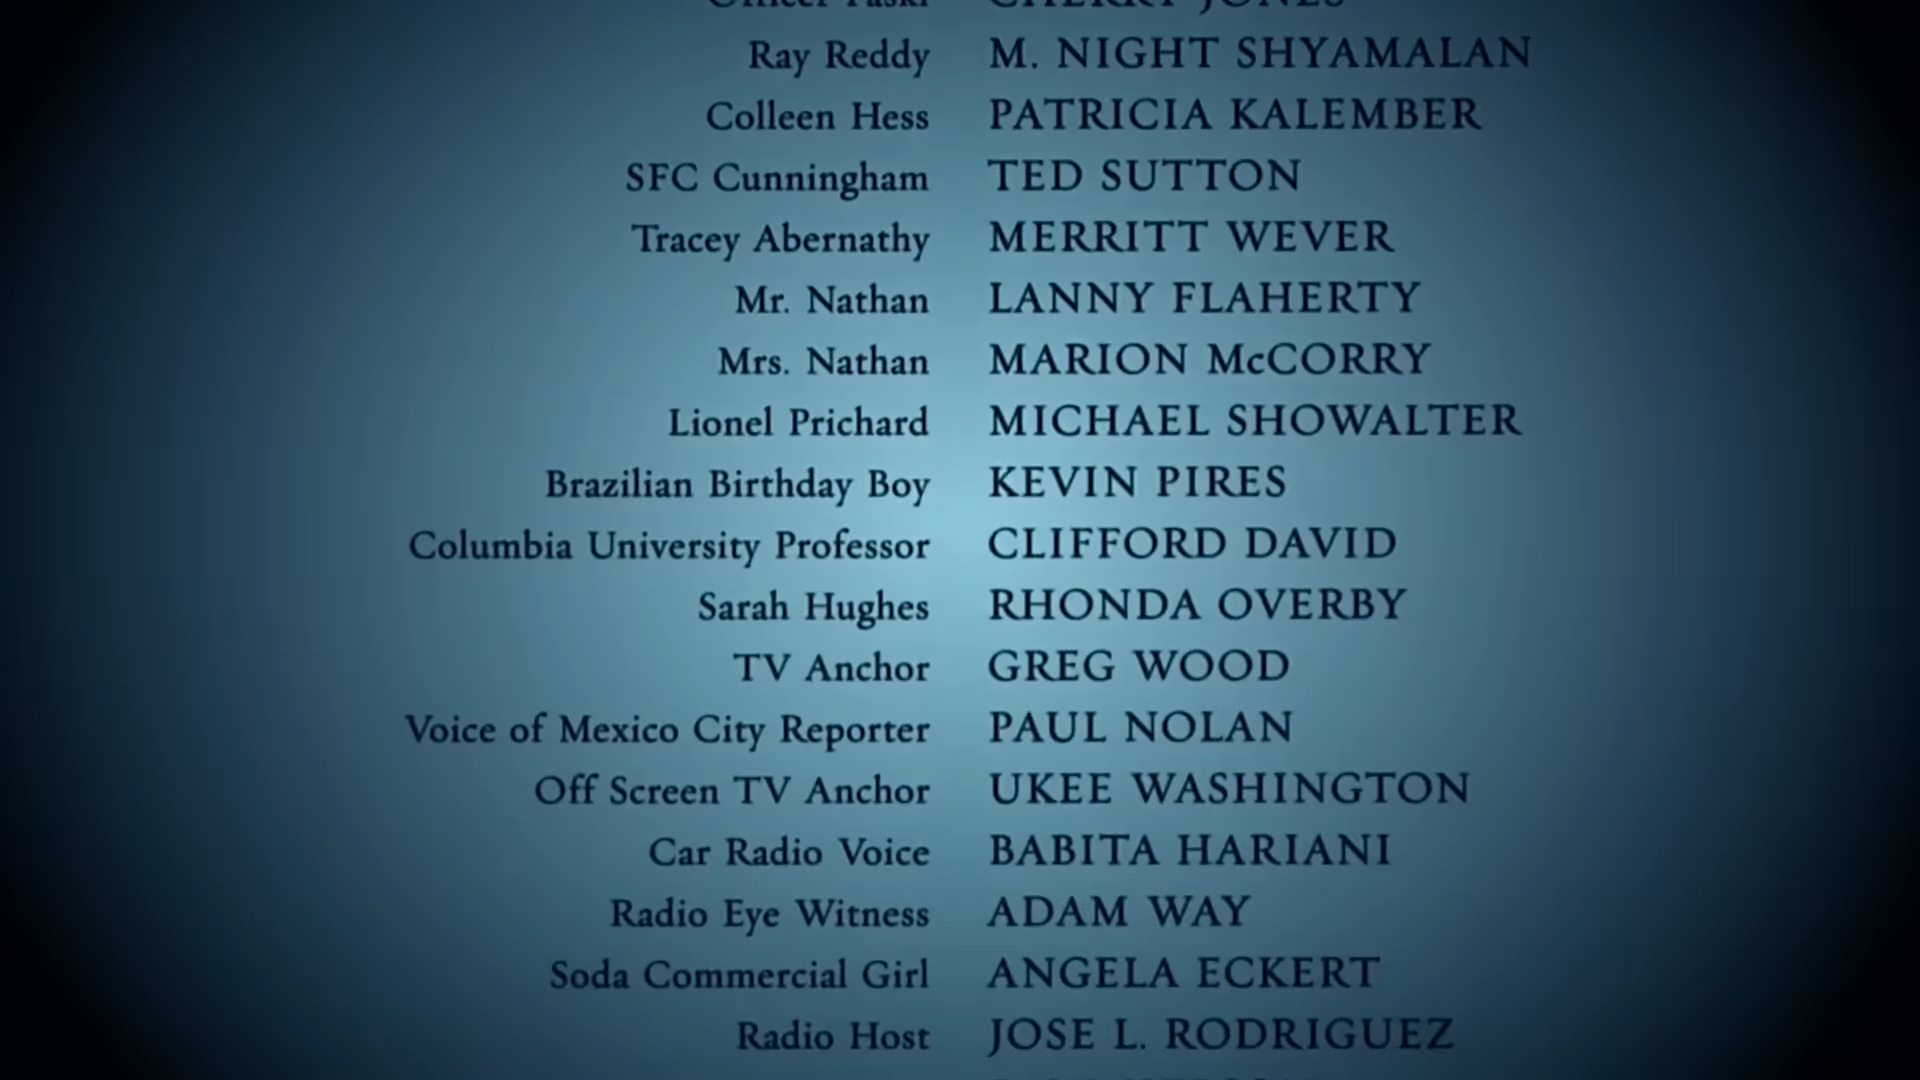 CHERRY JONES
Ray Reddy M. NIGHT SHYAMALAN
Colleen Hess PATRICIA KALEMBER
SFC Cunningham TED SUTTON
Tracey Abernathy MERRITT WEVER
Mr. Nathan LANNY FLAHERTY
Mrs. Nathan MARION McCORRY
Lionel Prichard MICHAEL SHOWALTER
Brazilian Birthday Boy KEVIN PIRES
Columbia University Professor CLIFFORD DAVID
Sarah Hughes RHONDA OVERBY
TV Anchor GREG WOOD
Voice of Mexico City Reporter PAUL NOLAN
Off Screen TV Anchor UKEE WASHINGTON
Car Radio Voice BABITA HARIANI
Radio Eye Witness ADAM WAY
Soda Commercial Girl ANGELA ECKERT
Radio Host JOSE L. RODRIGUEZ